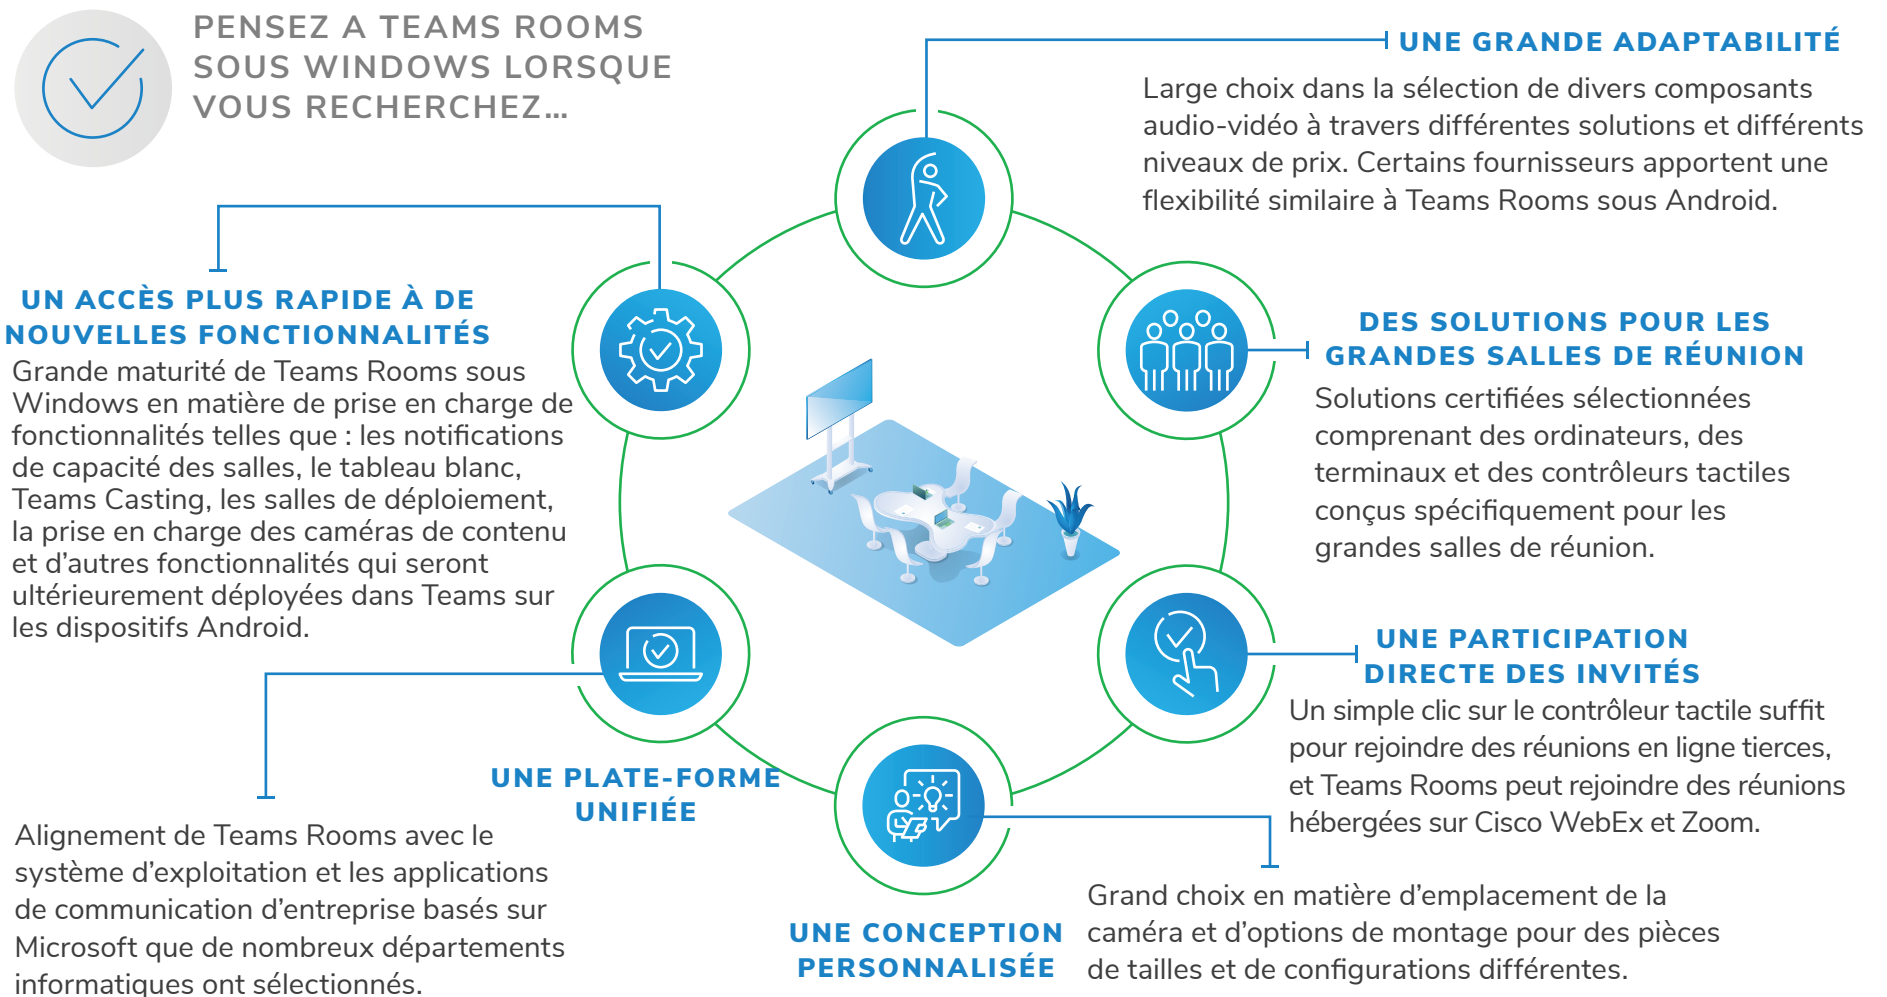 PENSEZ A TEAMS ROOMS
SOUS WINDOWS LORSQUE
VOUS RECHERCHEZ...
UNE GRANDE ADAPTABILITÉ
Large choix dans la sélection de divers composants
audio-vidéo à travers différentes solutions et différents
niveaux de prix. Certains fournisseurs apportent une
flexibilité similaire à Teams Rooms sous Android.
DES SOLUTIONS POUR LES
GRANDES SALLES DE RÉUNION
Solutions certifiées sélectionnées
comprenant des ordinateurs, des
terminaux et des contrôleurs tactiles
conçus spécifiquement pour les
grandes salles de réunion.
UNE PARTICIPATION
DIRECTE DES INVITÉS
Un simple clic sur le contrôleur tactile suffit
pour rejoindre des réunions en ligne tierces,
et Teams Rooms peut rejoindre des réunions
hébergées sur Cisco WebEx et Zoom.
UNE CONCEPTION
PERSONNALISÉE
Grand choix en matière d'emplacement de la
caméra et d'options de montage pour des pièces
de tailles et de configurations différentes.
UNE PLATE-FORME
UNIFIÉE
Alignement de Teams Rooms avec le
système d'exploitation et les applications
de communication d'entreprise basés sur
Microsoft que de nombreux départements
informatiques ont sélectionnés.
UN ACCÈS PLUS RAPIDE À DE
NOUVELLES FONCTIONNALITÉS
Grande maturité de Teams Rooms sous
Windows en matière de prise en charge de
fonctionnalités telles que : les notifications
de capacité des salles, le tableau blanc,
Teams Casting, les salles de déploiement,
la prise en charge des caméras de contenu
et d'autres fonctionnalités qui seront
ultérieurement déployées dans Teams sur
les dispositifs Android.